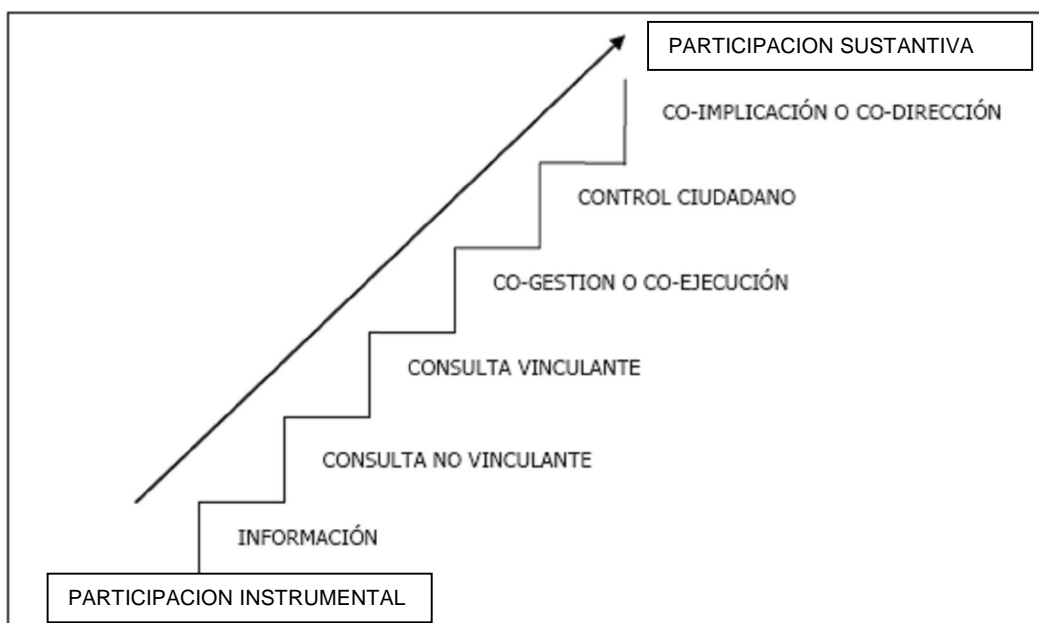 PARTICIPACION SUSTANTIVA
CO-IMPLICACIÓN O CO-DIRECCIÓN
CONTROL CIUDADANO
CO-GESTION O CO-EJECUCIÓN
CONSULTA VINCULANTE
CONSULTA NO VINCULANTE
INFORMACIÓN
PARTICIPACION INSTRUMENTAL